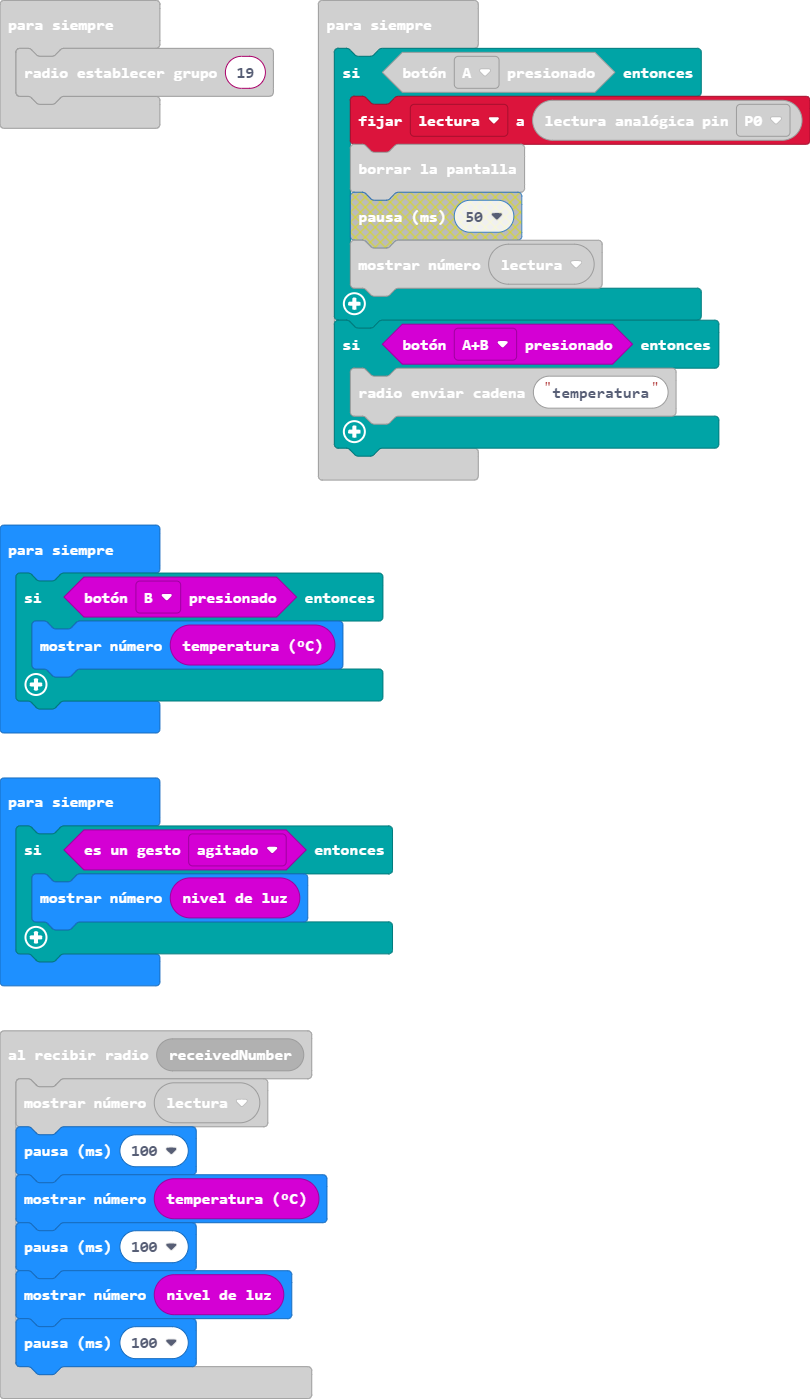 para siempre
radio establecer grupo 19
para siempre
si botón A presionado entonces
fijar lectura a lectura analógica pin P0
borrar la pantalla
pausa (ms) 50
mostrar número lectura
si botón A+B presionado entonces
radio enviar cadena "temperatura"
para siempre
si botón B presionado entonces
mostrar número temperatura (ºC)
para siempre
si es un gesto agitado entonces
mostrar número nivel de luz
al recibir radio receivedNumber
mostrar número lectura
pausa (ms) 100
mostrar número temperatura (ºC)
pausa (ms) 100
mostrar número nivel de luz
pausa (ms) 100